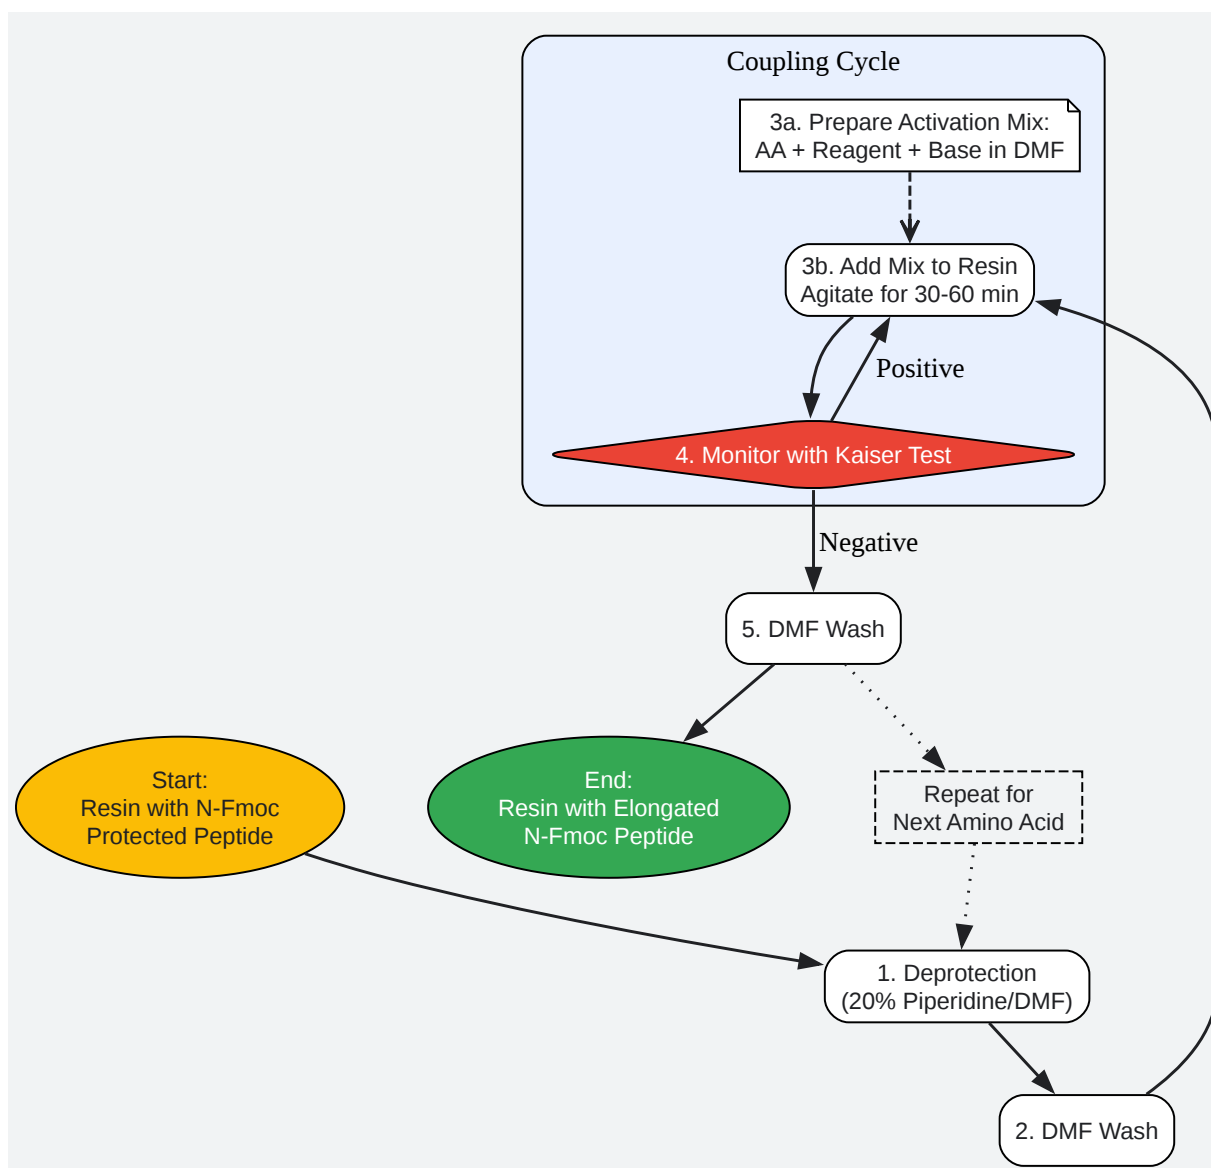 Coupling Cycle
3a. Prepare Activation Mix:
AA + Reagent + Base in DMF
3b. Add Mix to Resin
Agitate for 30-60 min
Positive
4. Monitor with Kaiser Test
Negative
5. DMF Wash
Start:
Resin with N-Fmoc
Protected Peptide
End:
Resin with Elongated
N-Fmoc Peptide
Repeat for
Next Amino Acid
1. Deprotection
(20% Piperidine/DMF)
2. DMF Wash